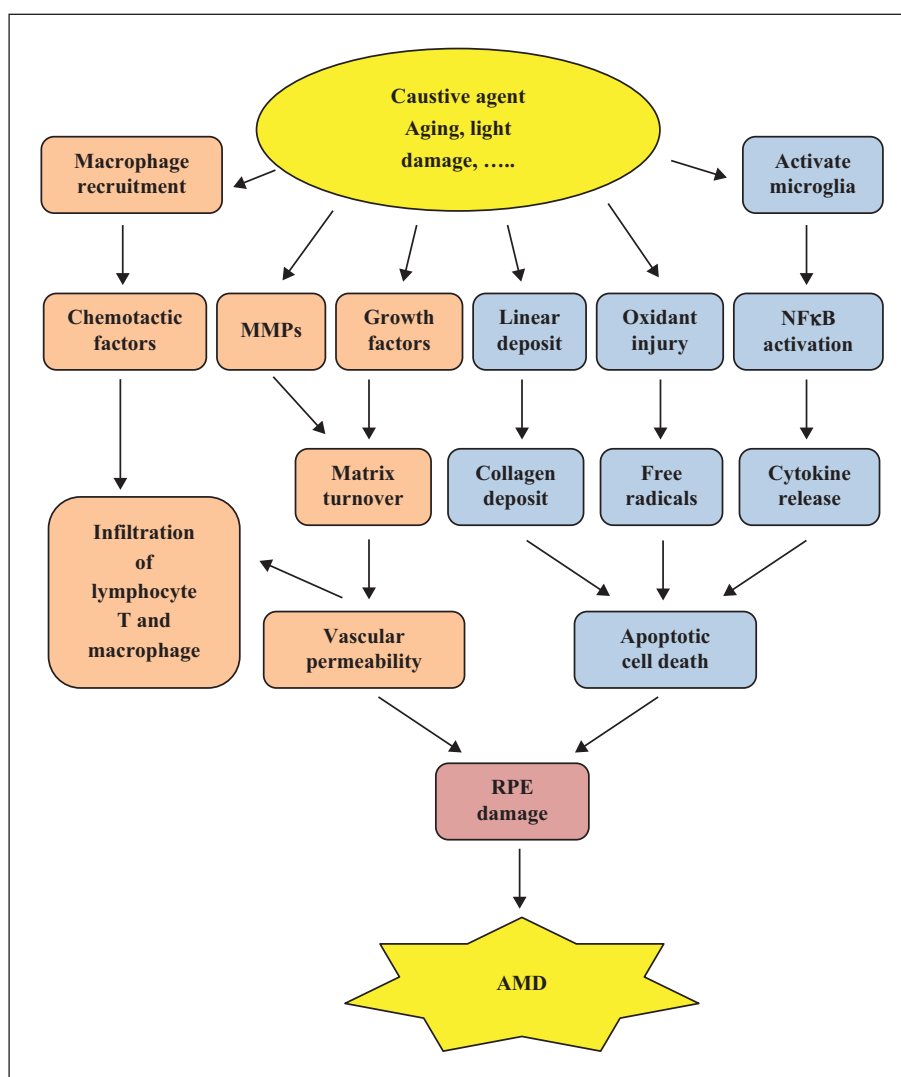 Caustive agent
Aging, light
damage, .....
Macrophage
recruitment
Activate
microglia
Chemotactic
factors
MMPs
Growth
factors
Linear
deposit
Oxidant
injury
NFκB
activation
Matrix
turnover
Collagen
deposit
Free
radicals
Cytokine
release
Infiltration
of
lymphocyte
T and
macrophage
Vascular
permeability
Apoptotic
cell death
RPE
damage
AMD